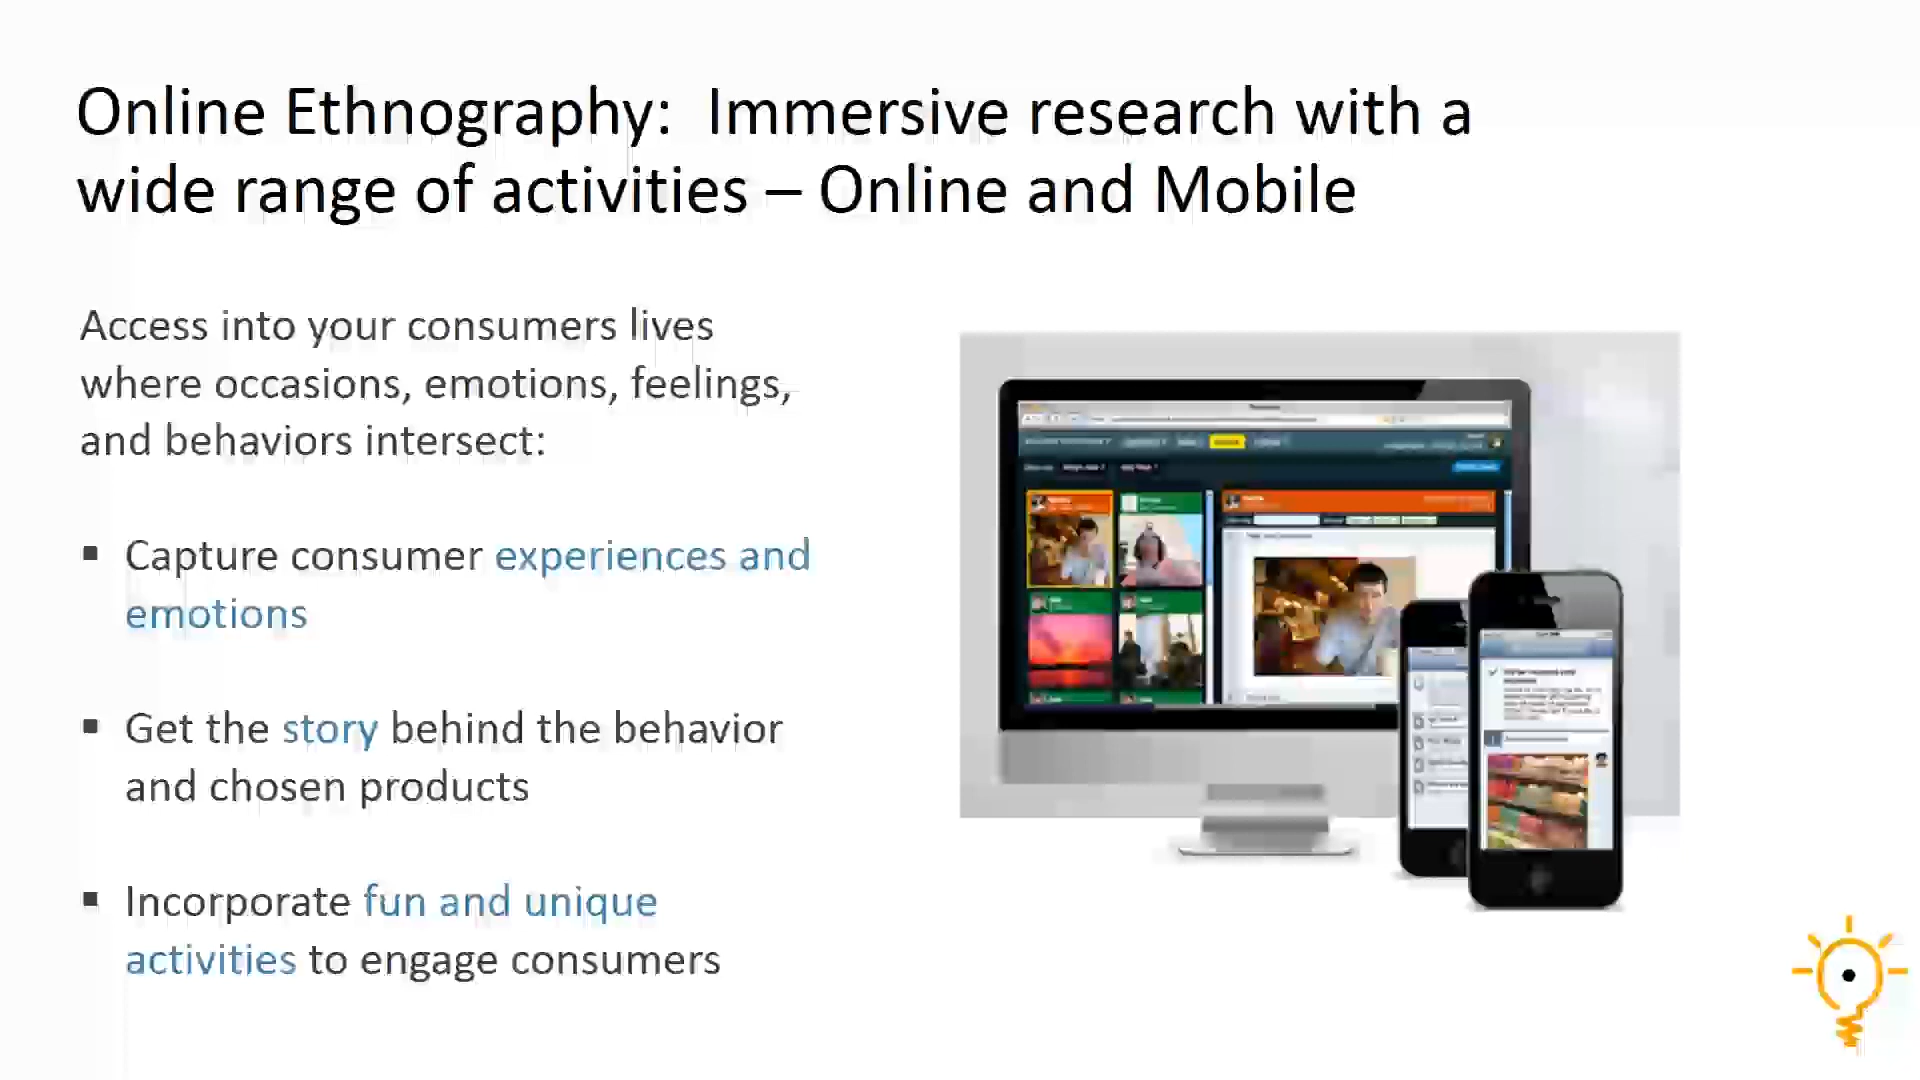 Online Ethnography:  Immersive research with a
wide range of activities – Online and Mobile
Access into your consumers lives
where occasions, emotions, feelings,
and behaviors intersect:
▪ Capture consumer experiences and
emotions
▪ Get the story behind the behavior
and chosen products
▪ Incorporate fun and unique
activities to engage consumers